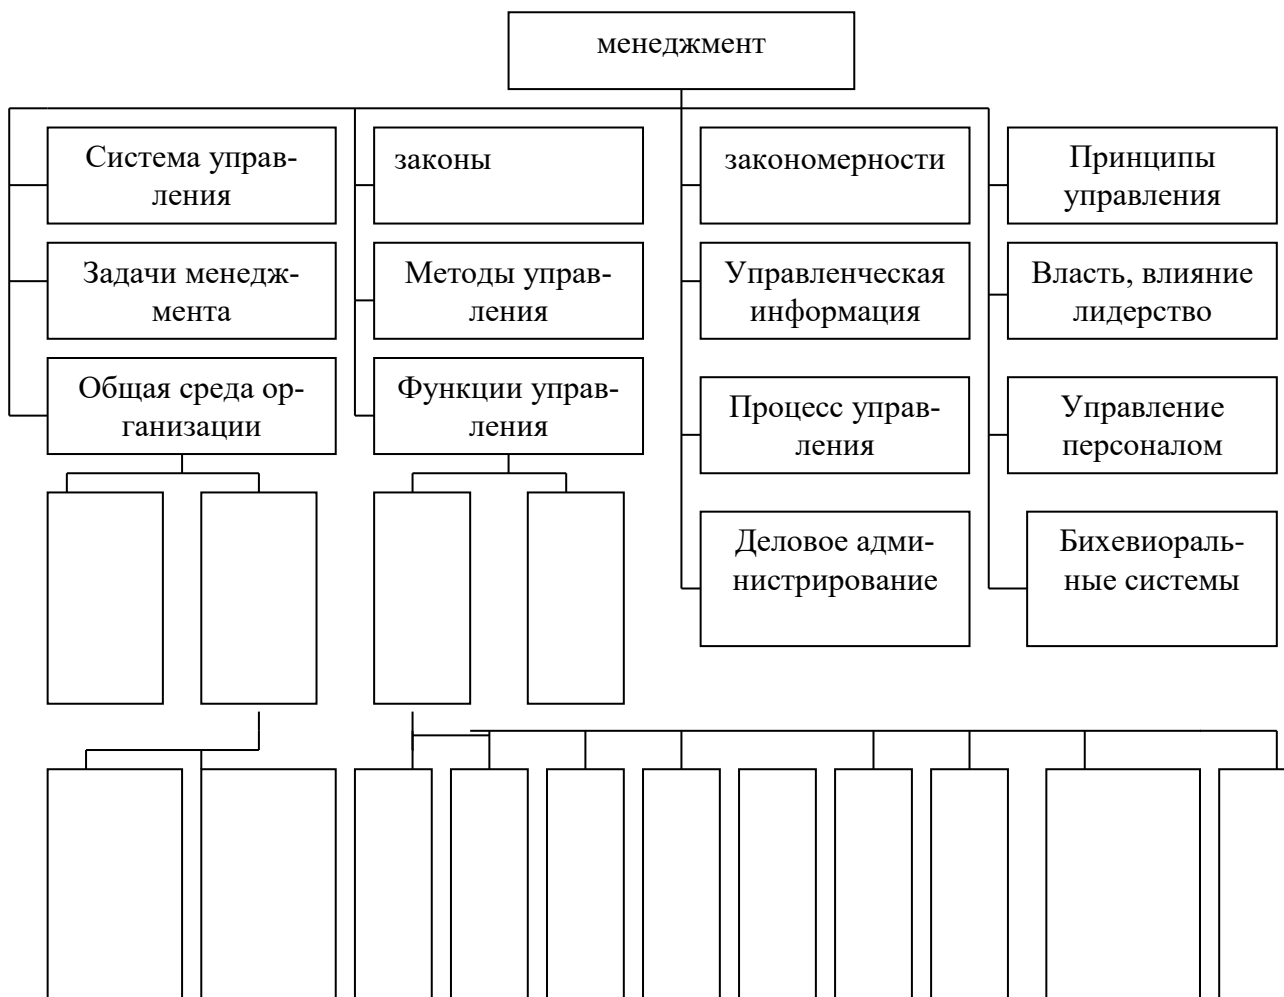 менеджмент
Система управ-
ления
законы
закономерности
Принципы
управления
Задачи менедж-
мента
Методы управ-
ления
Управленческая
информация
Власть, влияние
лидерство
Общая среда ор-
ганизации
Функции управ-
ления
Процесс управ-
ления
Управление
персоналом
Деловое адми-
нистрирование
Бихевиораль-
ные системы